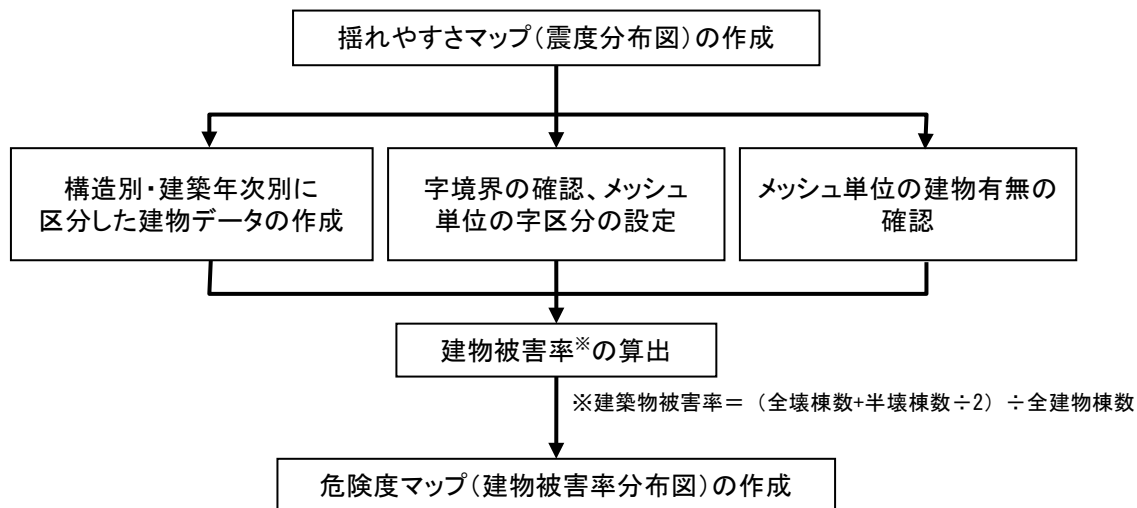 揺れやすさマップ（震度分布図）の作成
構造別・建築年次別に
区分した建物データの作成
字境界の確認、メッシュ
単位の字区分の設定
メッシュ単位の建物有無の
確認
建物被害率※の算出
※建築物被害率＝（全壊棟数+半壊棟数÷2）÷全建物棟数
危険度マップ（建物被害率分布図）の作成